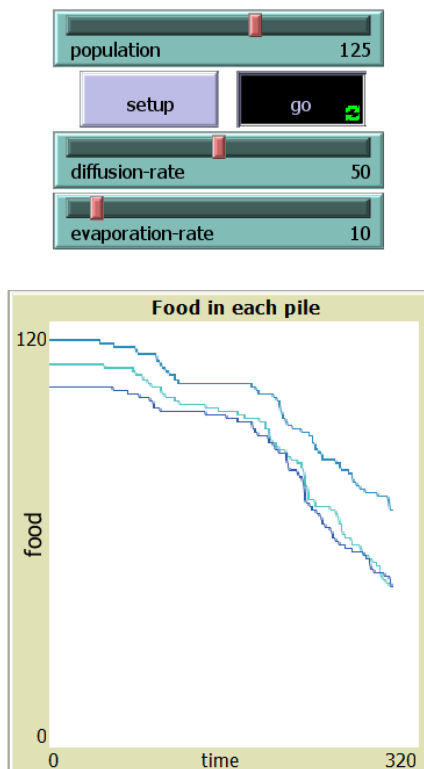 population 125
setup go
diffusion-rate 50
evaporation-rate 10
Food in each pile
120
food
0
0 time 320